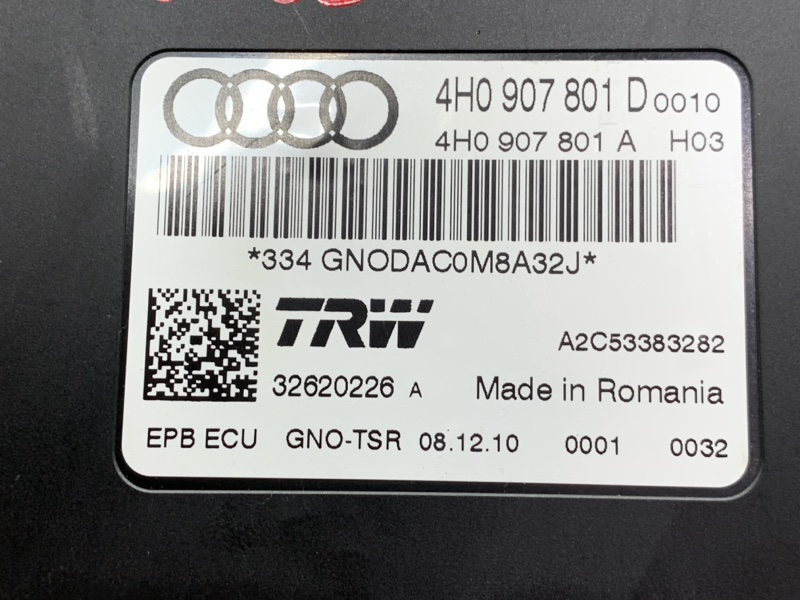 4H0 907 801 D 0010
4H0 907 801 A H03
*334 GNODAC0M8A32J*
TRW
A2C53383282
32620226 A Made in Romania
EPB ECU GNO-TSR 08.12.10 0001 0032